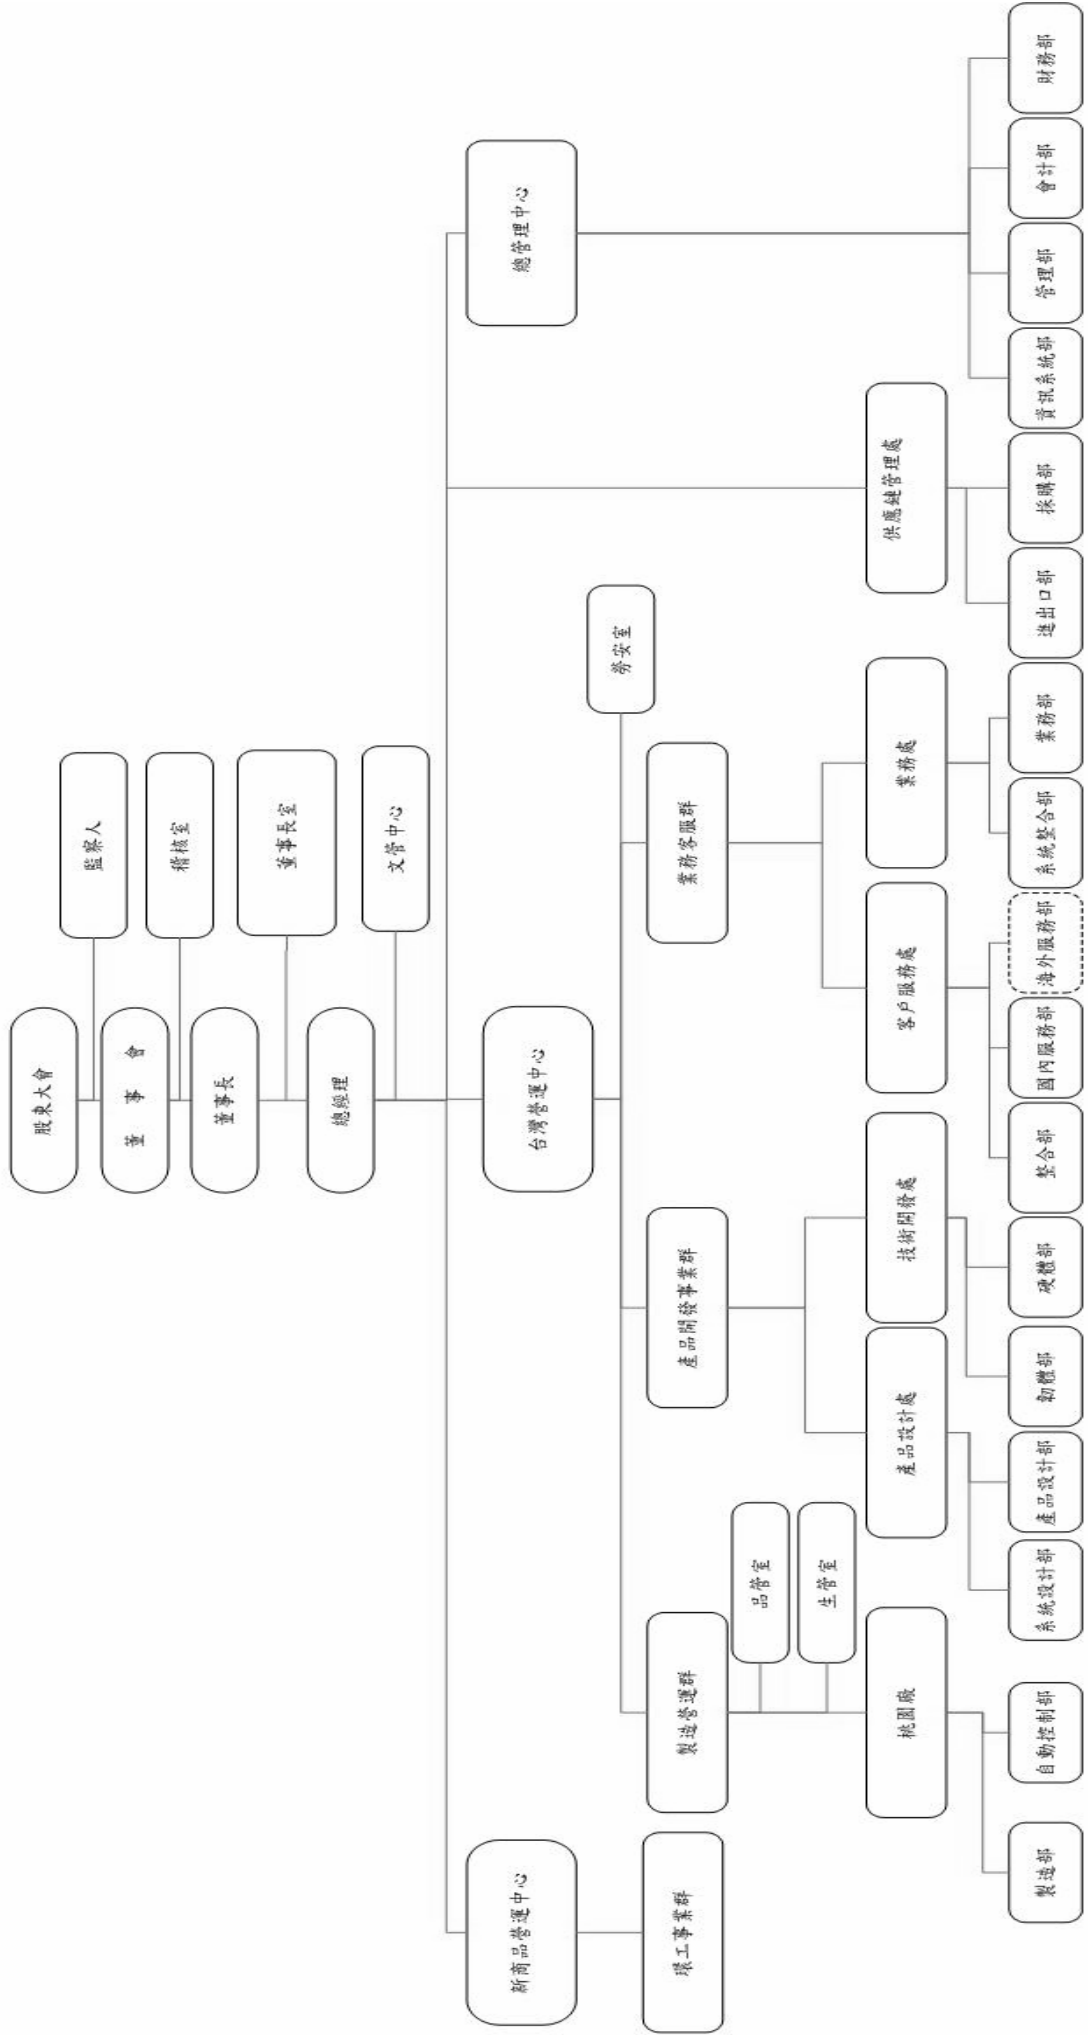 股東大會
監察人
董事會
稽核室
董事長
董事長室
總經理
文管中心
新商品營運中心
台灣營運中心
總管理中心
勞安室
環工事業群
製造營運群
產品開發事業群
業務客服群
品管室
生管室
桃園廠
產品設計處
技術開發處
客戶服務處
業務處
供應鏈管理處
製造部
自動控制部
系統設計部
產品設計部
韌體部
硬體部
整合部
國內服務部
海外服務部
系統整合部
業務部
進出口部
採購部
資訊系統部
管理部
會計部
財務部